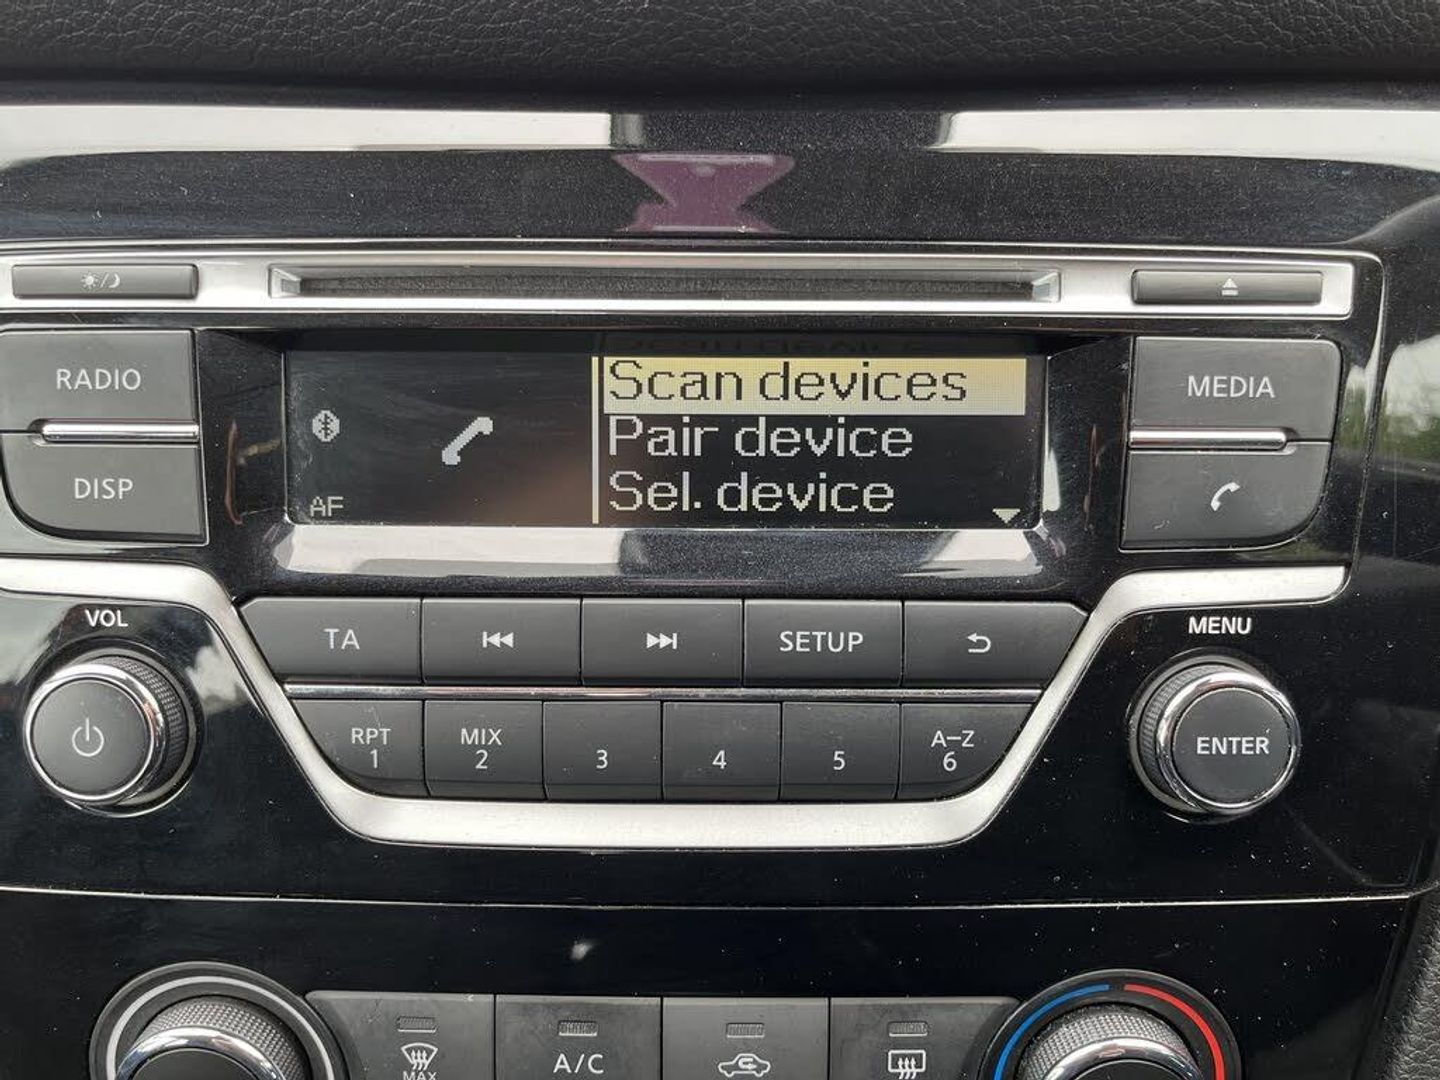 RADIO
MEDIA
DISP
Scan devices
Pair device
Sel. device
AF
VOL
MENU
TA
SETUP
ENTER
RPT
1
MIX
2
3
4
5
A-Z
6
MAX
A/C